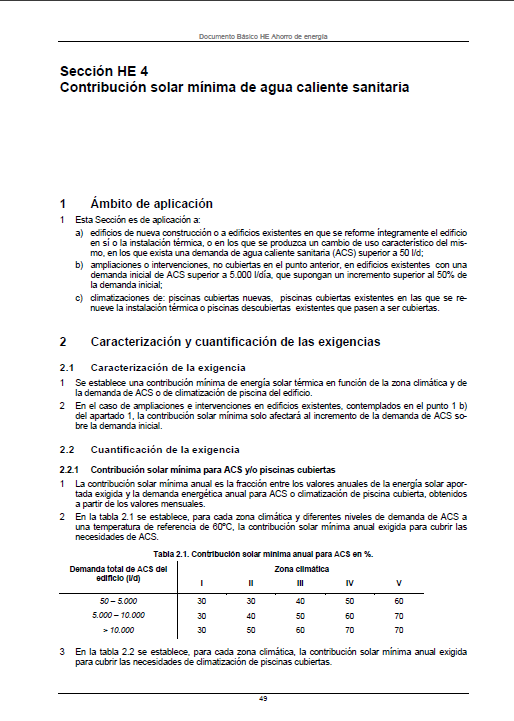 Documento Básico HE Ahorro de energía
Sección HE 4
Contribución solar mínima de agua caliente sanitaria
1 Ámbito de aplicación
1 Esta Sección es de aplicación a:
a) edificios de nueva construcción o a edificios existentes en que se reforme íntegramente el edificio
en sí o la instalación térmica, o en los que se produzca un cambio de uso característico del mis-
mo, en los que exista una demanda de agua caliente sanitaria (ACS) superior a 50 l/d;
b) ampliaciones o intervenciones, no cubiertas en el punto anterior, en edificios existentes con una
demanda inicial de ACS superior a 5.000 l/día, que supongan un incremento superior al 50% de
la demanda inicial;
c) climatizaciones de: piscinas cubiertas nuevas, piscinas cubiertas existentes en las que se re-
nueve la instalación térmica o piscinas descubiertas existentes que pasen a ser cubiertas.
2 Caracterización y cuantificación de las exigencias
2.1 Caracterización de la exigencia
1 Se establece una contribución mínima de energía solar térmica en función de la zona climática y de
la demanda de ACS o de climatización de piscina del edificio.
2 En el caso de ampliaciones e intervenciones en edificios existentes, contemplados en el punto 1 b)
del apartado 1, la contribución solar mínima solo afectará al incremento de la demanda de ACS so-
bre la demanda inicial.
2.2 Cuantificación de la exigencia
2.2.1 Contribución solar mínima para ACS y/o piscinas cubiertas
1 La contribución solar mínima anual es la fracción entre los valores anuales de la energía solar apor-
tada exigida y la demanda energética anual para ACS o climatización de piscina cubierta, obtenidos
a partir de los valores mensuales.
2 En la tabla 2.1 se establece, para cada zona climática y diferentes niveles de demanda de ACS a
una temperatura de referencia de 60ºC, la contribución solar mínima anual exigida para cubrir las
necesidades de ACS.
Tabla 2.1. Contribución solar mínima anual para ACS en %.
Demanda total de ACS del Zona climática
edificio (l/d) I II III IV V
50 – 5.000 30 30 40 50 60
5.000 – 10.000 30 40 50 60 70
> 10.000 30 50 60 70 70
3 En la tabla 2.2 se establece, para cada zona climática, la contribución solar mínima anual exigida
para cubrir las necesidades de climatización de piscinas cubiertas.
49